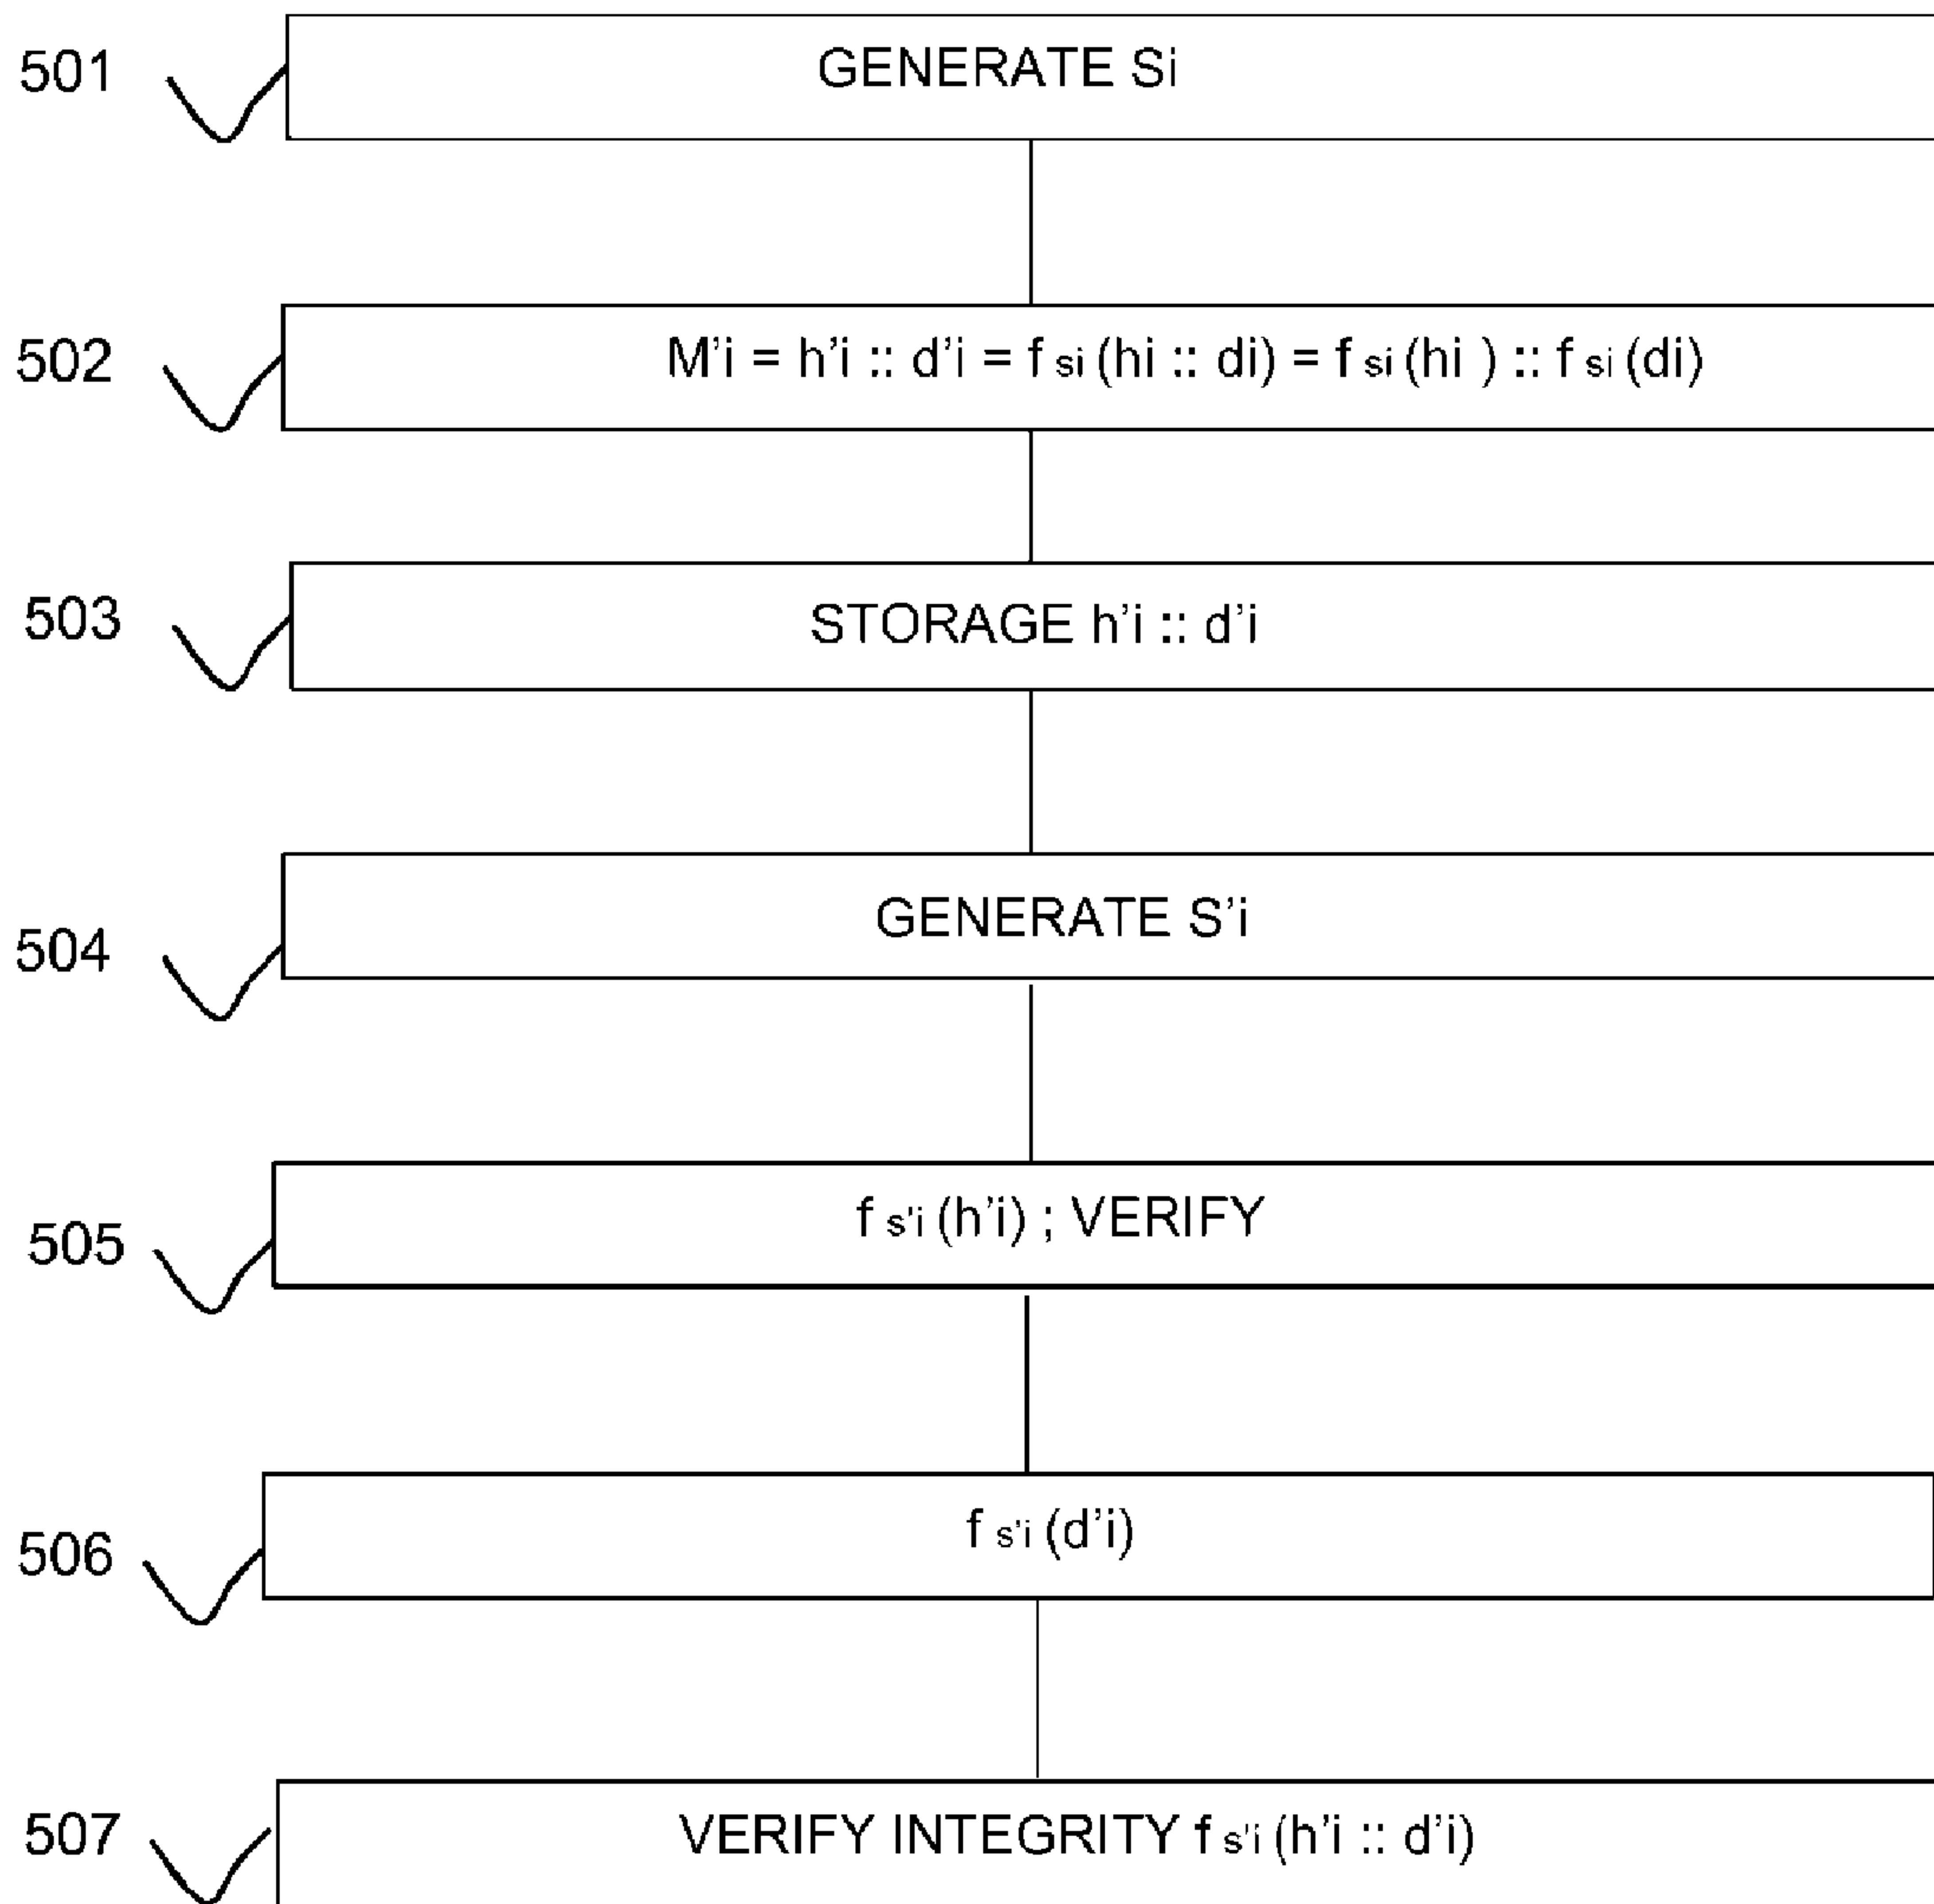 501 GENERATE Si
502 M'i = h'i :: d'i = f si (hi :: di) = f si (hi ) :: f si (di)
503 STORAGE h'i :: d'i
504 GENERATE S'i
505 f s'i (h'i) ; VERIFY
506 f s'i (d'i)
507 VERIFY INTEGRITY f s'i (h'i :: d'i)